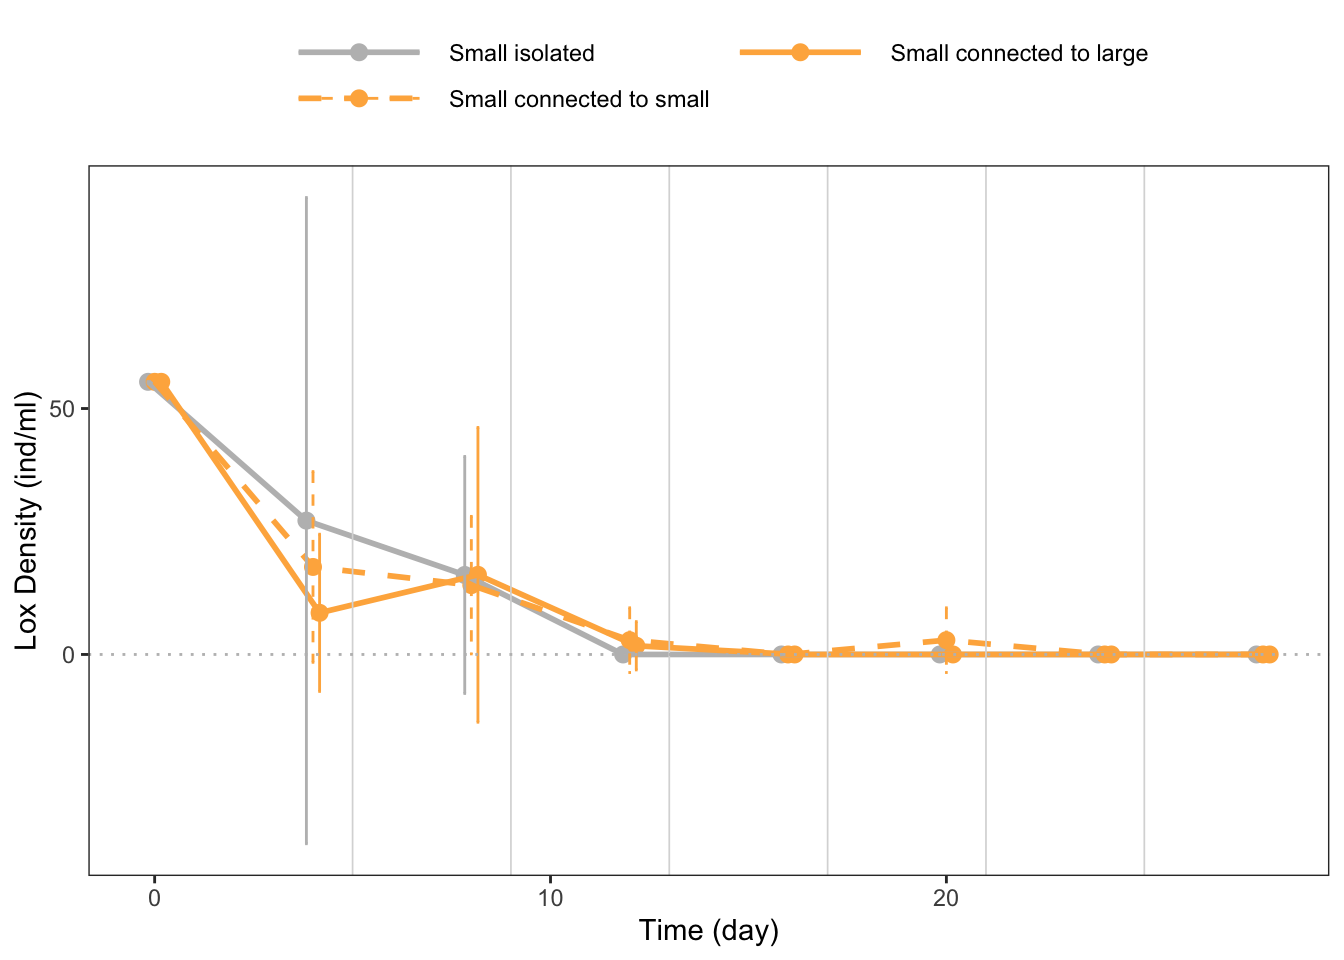 Small isolated
Small connected to large
Small connected to small
Lox Density (ind/ml)
50
0
0
10
20
Time (day)